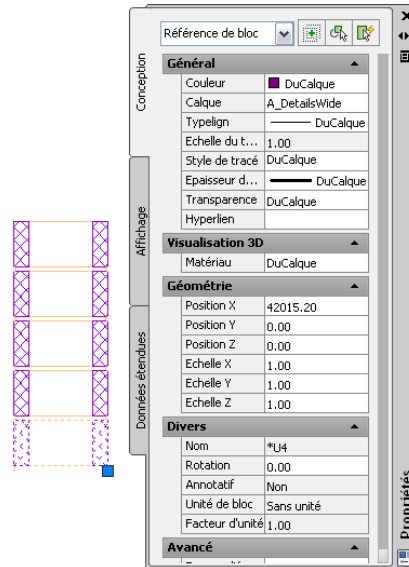 Référence de bloc
Conception
Affichage
Données étendues
Général
Couleur DuCalque
Calque A_DetailsWide
Typelign DuCalque
Echelle du t... 1.00
Style de tracé DuCalque
Epaisseur d... DuCalque
Transparence DuCalque
Hyperlien
Visualisation 3D
Matériau DuCalque
Géométrie
Position X 42015.20
Position Y 0.00
Position Z 0.00
Echelle X 1.00
Echelle Y 1.00
Echelle Z 1.00
Divers
Nom *U4
Rotation 0.00
Annotatif Non
Unité de bloc Sans unité
Facteur d'unité 1.00
Avancé
Propriétés